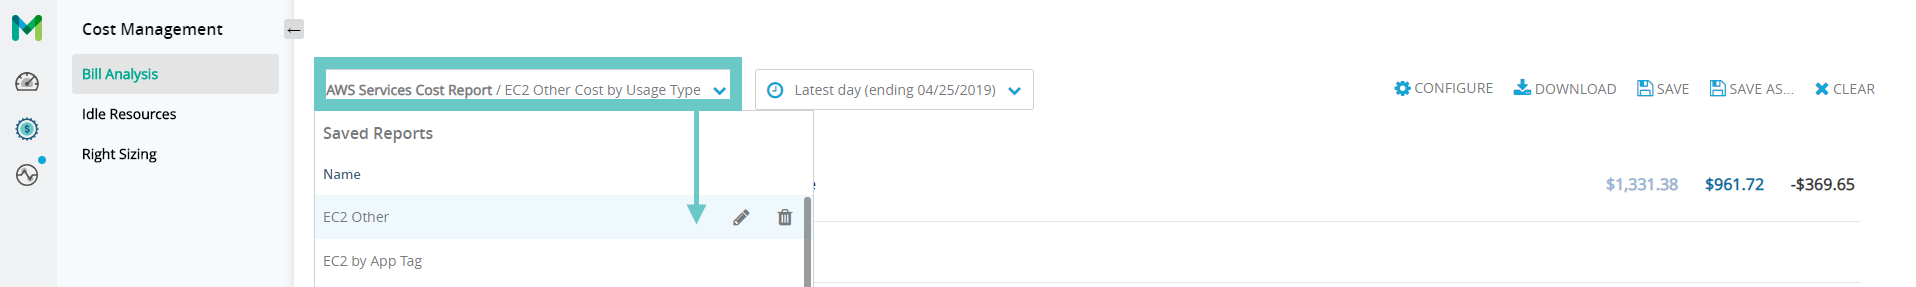 Cost Management
Bill Analysis
Idle Resources
Right Sizing
AWS Services Cost Report / EC2 Other Cost by Usage Type
Latest day (ending 04/25/2019)
CONFIGURE
DOWNLOAD
SAVE
SAVE AS...
CLEAR
Saved Reports
Name
$1,331.38 $961.72 -$369.65
EC2 Other
EC2 by App Tag